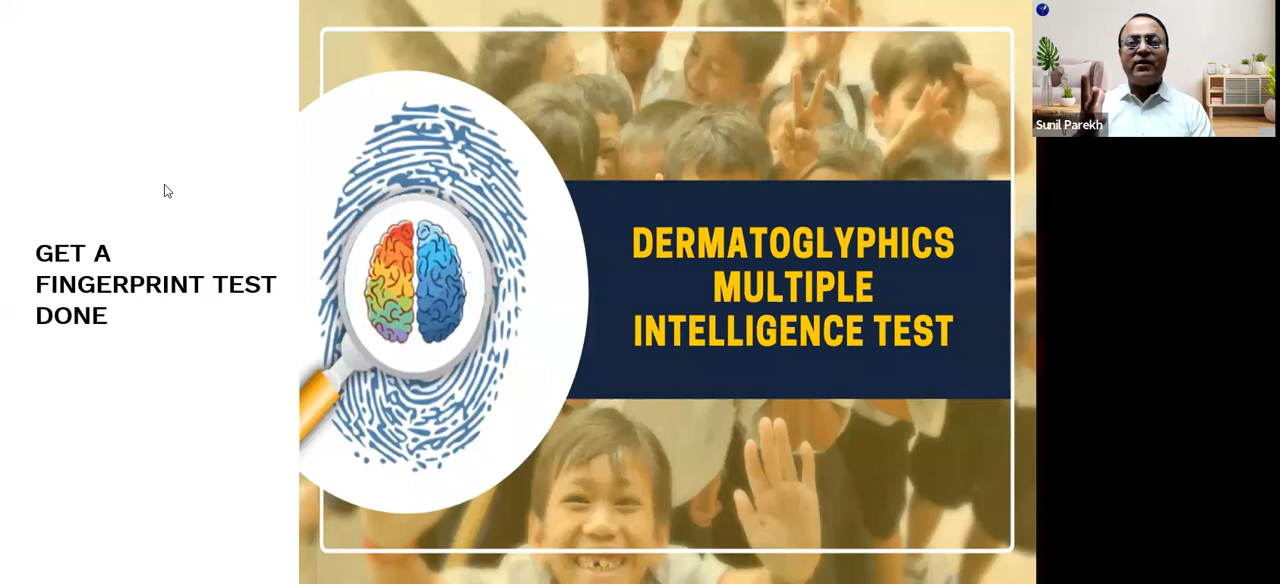 GET A
FINGERPRINT TEST
DONE
DERMATOGLYPHICS
MULTIPLE
INTELLIGENCE TEST
Sunil Parekh